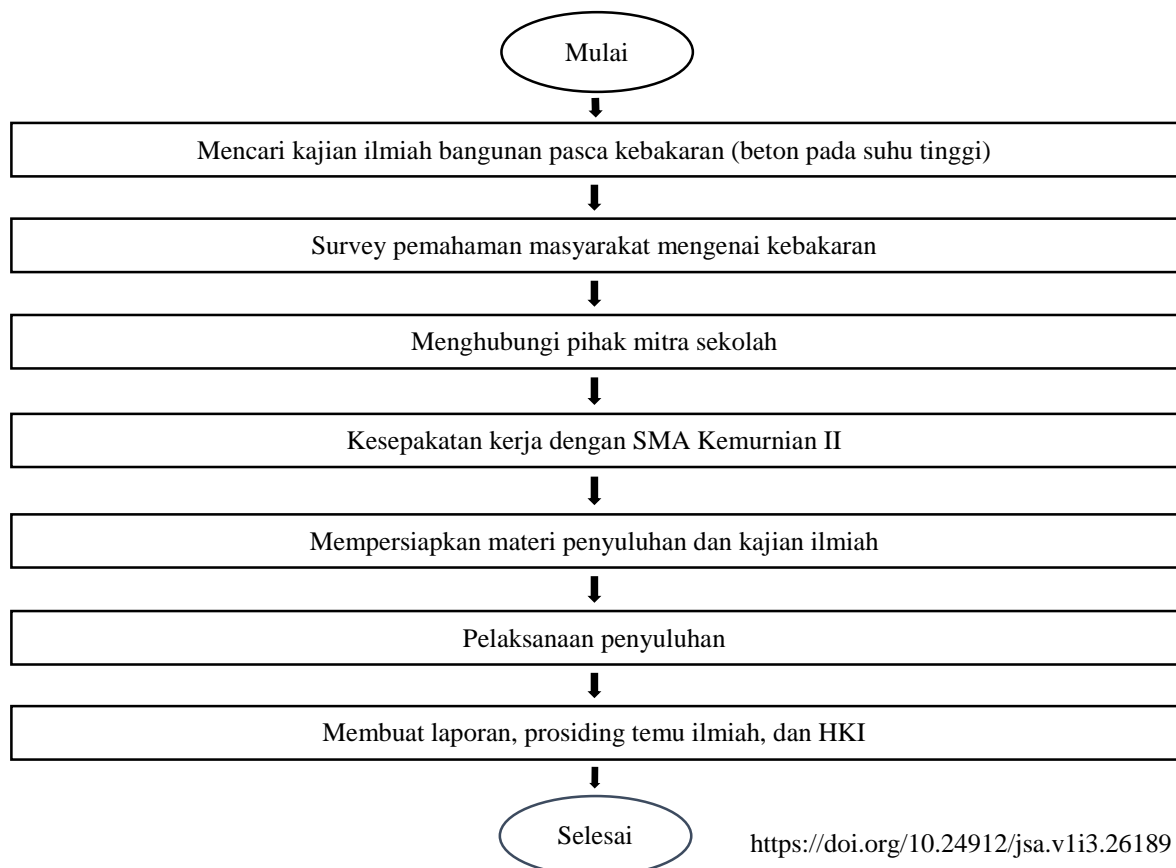 Mulai
Mencari kajian ilmiah bangunan pasca kebakaran (beton pada suhu tinggi)
Survey pemahaman masyarakat mengenai kebakaran
Menghubungi pihak mitra sekolah
Kesepakatan kerja dengan SMA Kemurnian II
Mempersiapkan materi penyuluhan dan kajian ilmiah
Pelaksanaan penyuluhan
Membuat laporan, prosiding temu ilmiah, dan HKI
Selesai
https://doi.org/10.24912/jsa.v1i3.26189